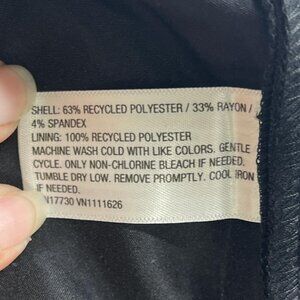 SHELL: 63% RECYCLED POLYESTER / 33% RAYON /
4% SPANDEX
LINING: 100% RECYCLED POLYESTER
MACHINE WASH COLD WITH LIKE COLORS. GENTLE
CYCLE. ONLY NON-CHLORINE BLEACH IF NEEDED.
TUMBLE DRY LOW. REMOVE PROMPTLY. COOL IRON
IF NEEDED.
N17730 VN1111626